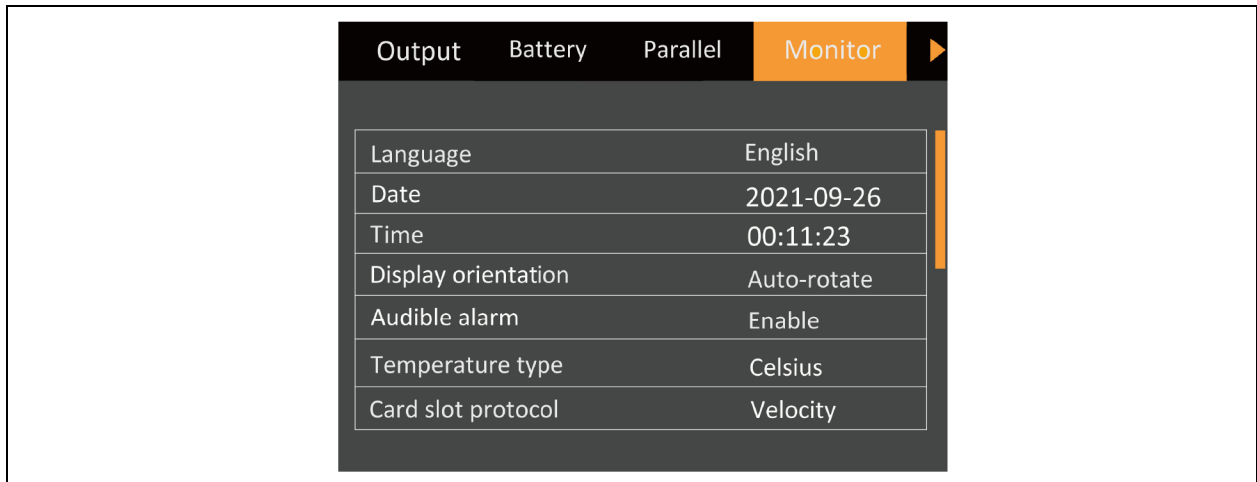 Output Battery Parallel Monitor
Language English
Date 2021-09-26
Time 00:11:23
Display orientation Auto-rotate
Audible alarm Enable
Temperature type Celsius
Card slot protocol Velocity